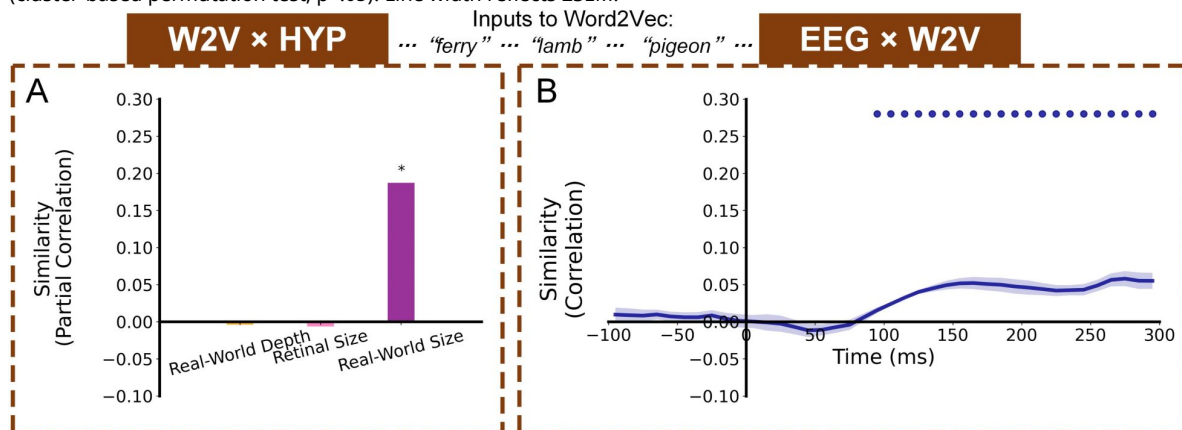 Inputs to Word2Vec:
W2V × HYP
··· “ferry” ··· “lamb” ··· “pigeon” ···
EEG × W2V
A
0.30
0.25
0.20
0.15
0.10
0.05
0.00
−0.05
−0.10
Similarity
(Partial Correlation)
*
Real-World Depth
Retinal Size
Real-World Size
B
0.30
0.25
0.20
0.15
0.10
0.05
0.00
−0.05
−0.10
Similarity
(Correlation)
−100
−50
0
50
100
150
200
250
300
Time (ms)